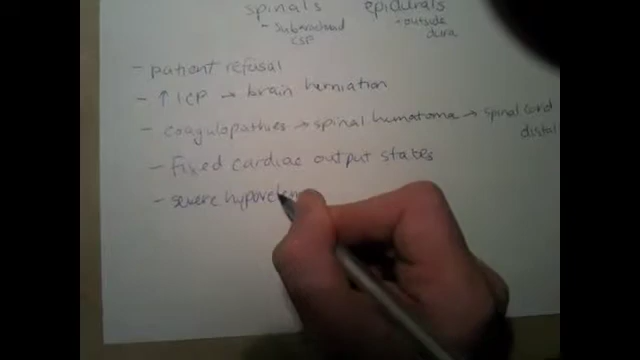 spinals epidurals
- Subarachnoid - outside
CSF dura
- patient refusal
- ↑ ICP → brain herniation
- coagulopathies → spinal hematoma → spinal cord
distal
- Fixed cardiac output states
- severe